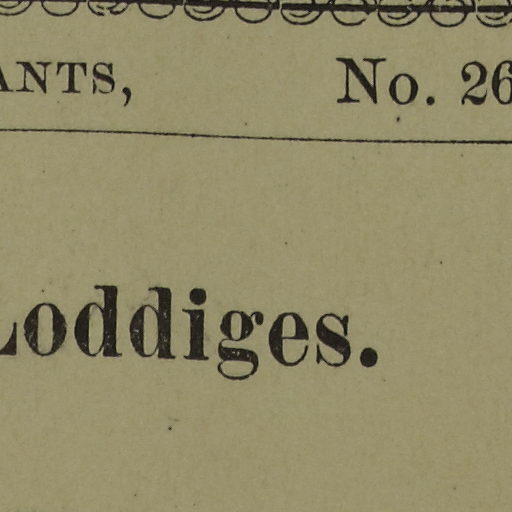 ANTS, No. 26
Loddiges.